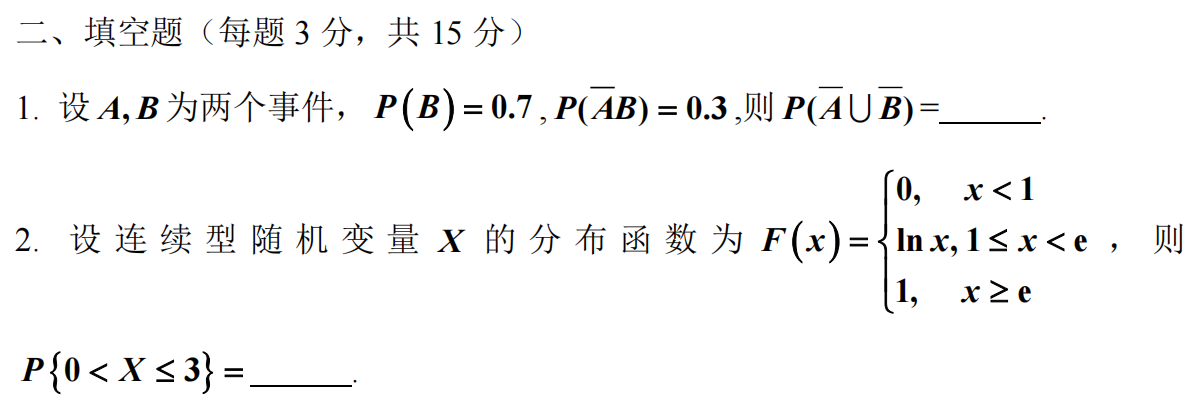 二、填空题（每题 3 分，共 15 分）
1. 设 A, B 为两个事件， P(B) = 0.7 , P(A̅B) = 0.3 ,则 P(A̅ ∪ B̅) =______.
2. 设连续型随机变量 X 的分布函数为 F(x) = {0, x < 1
ln x, 1 ≤ x < e ，则
1, x ≥ e
P{0 < X ≤ 3} =______.